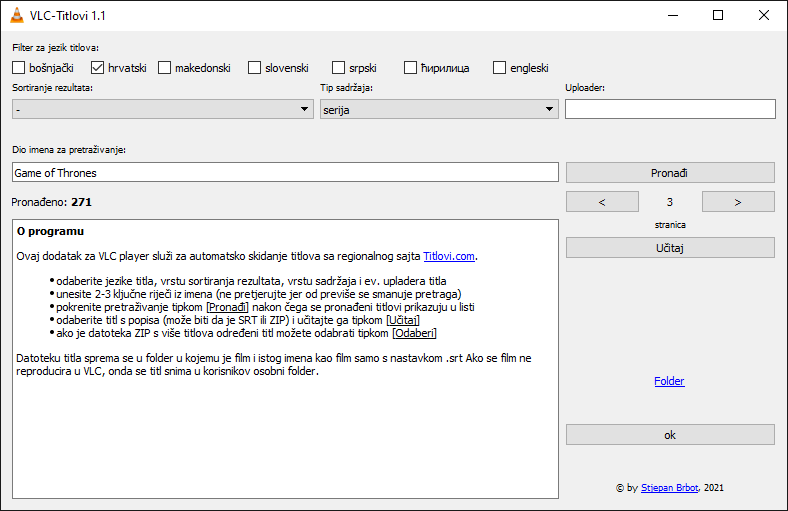 VLC-Titlovi 1.1
Filter za jezik titlova:
bošnjački hrvatski makedonski slovenski srpski ћирилица engleski
Sortiranje rezultata: Tip sadržaja: Uploader:
- serija
Dio imena za pretraživanje:
Game of Thrones Pronađi
Pronađeno: 271 < 3 >
stranica
Učitaj
O programu
Ovaj dodatak za VLC player služi za automatsko skidanje titlova sa regionalnog sajta Titlovi.com.
• odaberite jezike titla, vrstu sortiranja rezultata, vrstu sadržaja i ev. upladera titla
• unesite 2-3 ključne riječi iz imena (ne pretjerujte jer od previše se smanuje pretraga)
• pokrenite pretraživanje tipkom [Pronađi] nakon čega se pronađeni titlovi prikazuju u listi
• odaberite titl s popisa (može biti da je SRT ili ZIP) i učitajte ga tipkom [Učitaj]
• ako je datoteka ZIP s više titlova određeni titl možete odabrati tipkom [Odaberi]
Datoteku titla sprema se u folder u kojemu je film i istog imena kao film samo s nastavkom .srt Ako se film ne
reproducira u VLC, onda se titl snima u korisnikov osobni folder.
Folder
ok
© by Stjepan Brbot, 2021